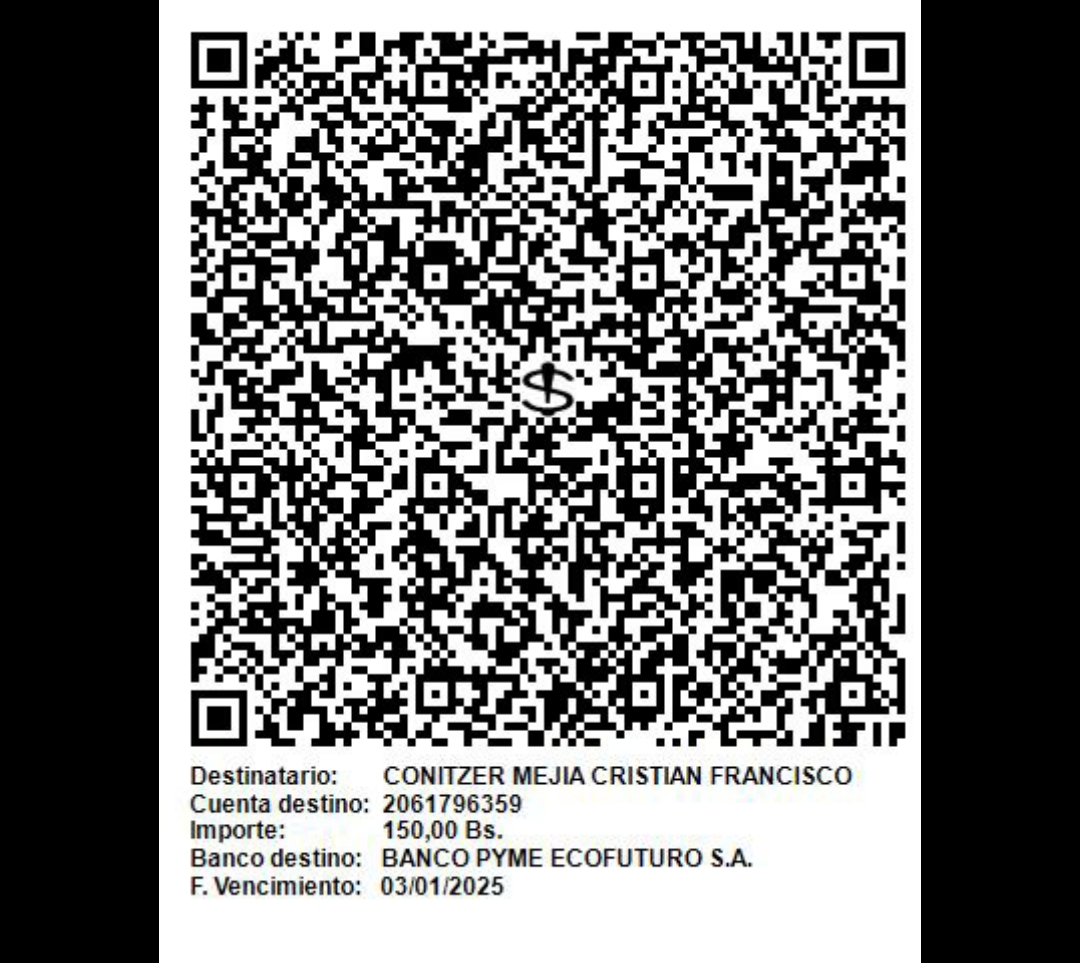 Destinatario: CONITZER MEJIA CRISTIAN FRANCISCO
Cuenta destino: 2061796359
Importe: 150,00 Bs.
Banco destino: BANCO PYME ECOFUTURO S.A.
F. Vencimiento: 03/01/2025